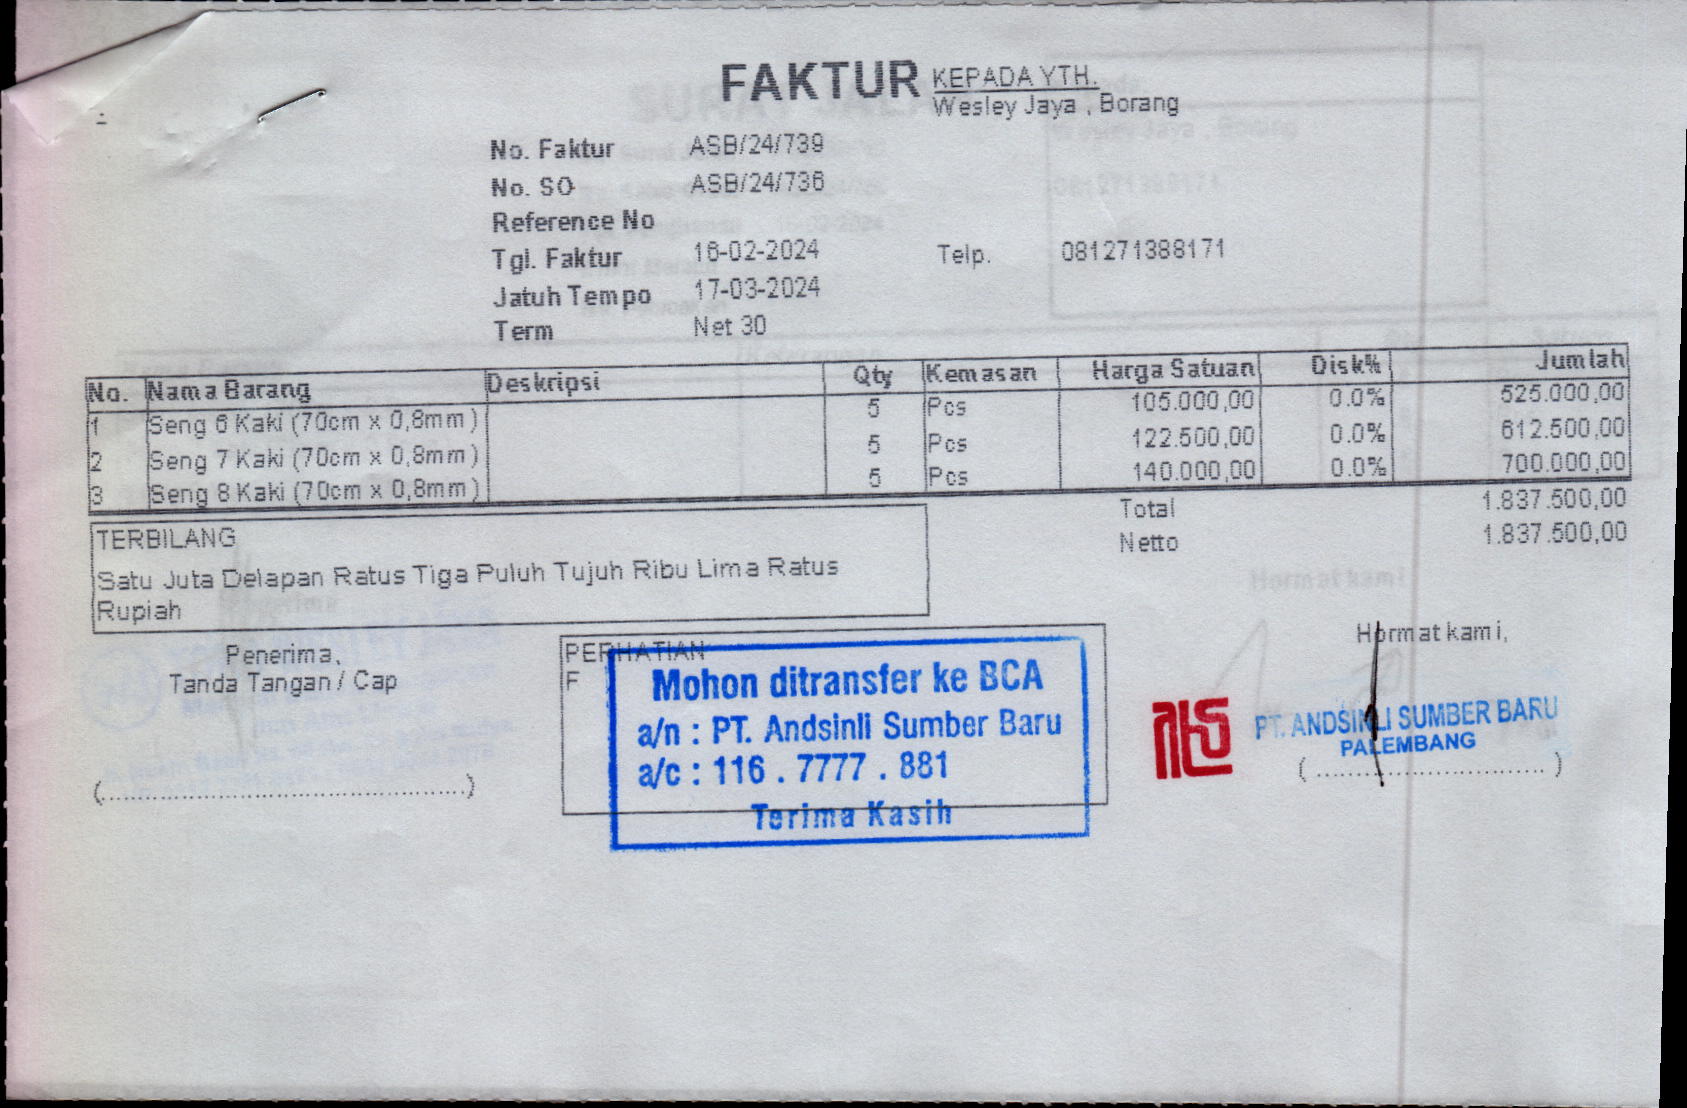 FAKTUR
KEPADA YTH.
Wesley Jaya , Borang
No. Faktur ASB/24/739
No. SO ASB/24/736
Reference No
Tgl. Faktur 16-02-2024 Telp. 081271388171
Jatuh Tempo 17-03-2024
Term Net 30
No. Nama Barang Deskripsi Qty Kemasan Harga Satuan Disk% Jumlah
1 Seng 6 Kaki (70cm x 0,8mm) 5 Pcs 105.000,00 0.0% 525.000,00
2 Seng 7 Kaki (70cm x 0,8mm) 5 Pcs 122.500,00 0.0% 612.500,00
3 Seng 8 Kaki (70cm x 0,8mm) 5 Pcs 140.000,00 0.0% 700.000,00
Total 1.837.500,00
Netto 1.837.500,00
TERBILANG
Satu Juta Delapan Ratus Tiga Puluh Tujuh Ribu Lima Ratus
Rupiah
Penerima,
Tanda Tangan / Cap
(................................................)
PERHATIAN
F
Mohon ditransfer ke BCA
a/n : PT. Andsinli Sumber Baru
a/c : 116 . 7777 . 881
Terima Kasih
Hormat kami,
PT. ANDSINLI SUMBER BARU
PALEMBANG
(..............................)